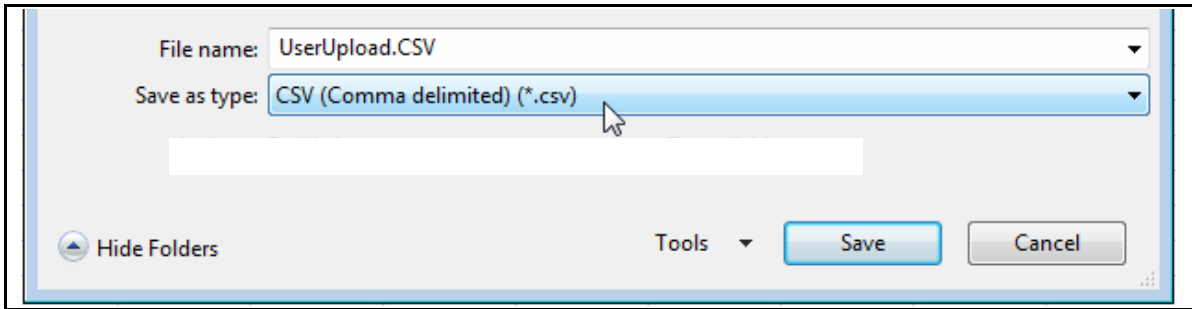 File name: UserUpload.CSV
Save as type: CSV (Comma delimited) (*.csv)
Hide Folders Tools Save Cancel